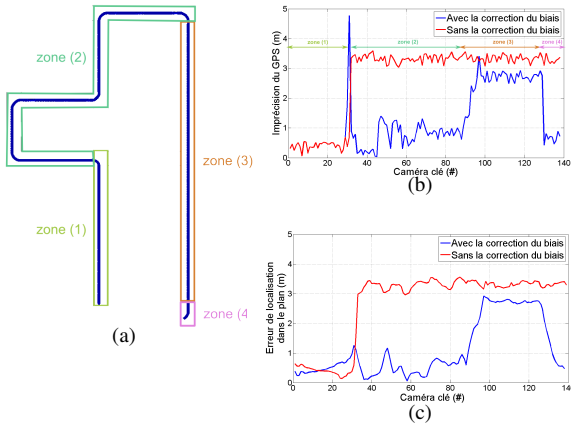 zone (2)
zone (3)
zone (1)
zone (4
(a)
Imprécision du GPS (m)
5
4
3
2
1
0
Avec la correction du biais
Sans la correction du biais
zone (1)
zone (2)
zone (3)
zone (4)
0 20 40 60 80 100 120 140
Caméra clé (#)
(b)
Erreur de localisation
dans le plan (m)
5
4
3
2
1
0
Avec la correction du biais
Sans la correction du biais
0 20 40 60 80 100 120 140
Caméra clé (#)
(c)